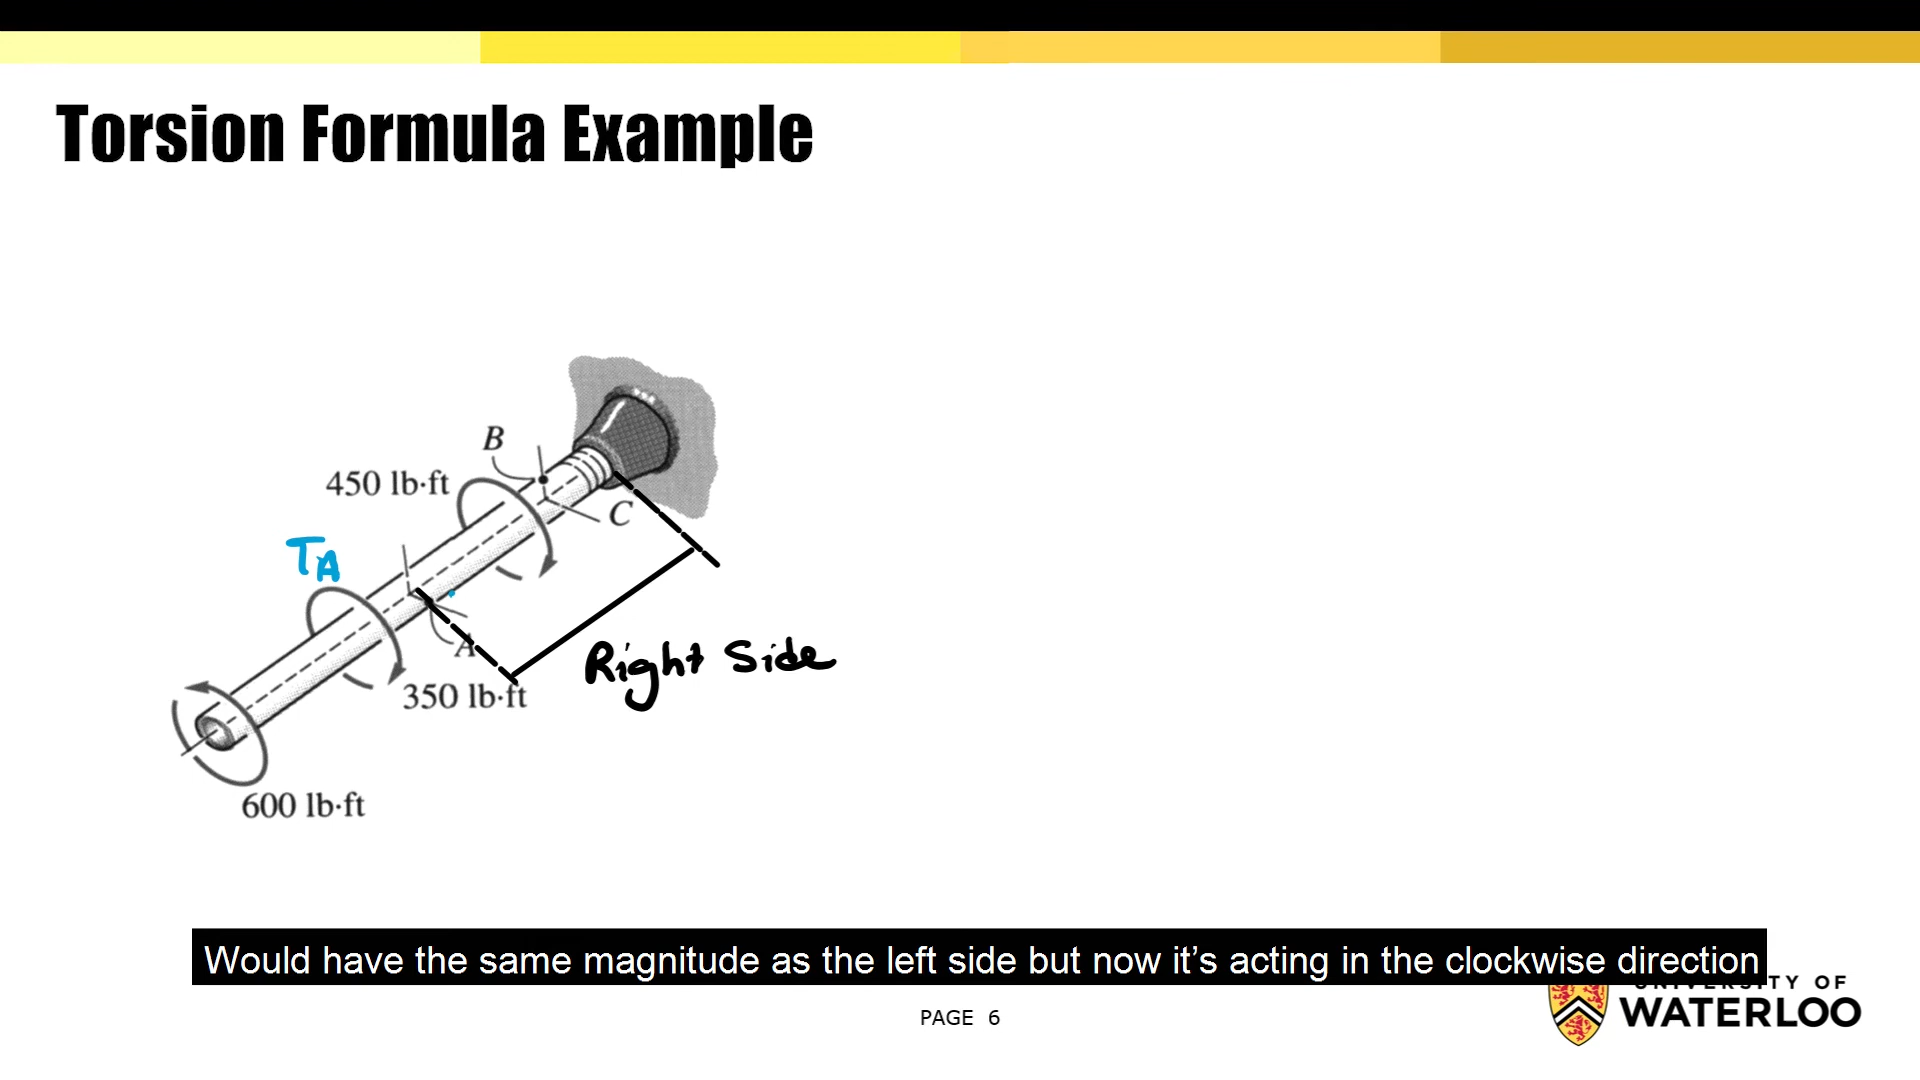 Torsion Formula Example
B
450 lb·ft
C
TA
A
Right Side
350 lb·ft
600 lb·ft
Would have the same magnitude as the left side but now it’s acting in the clockwise direction
UNIVERSITY OF
WATERLOO
PAGE 6